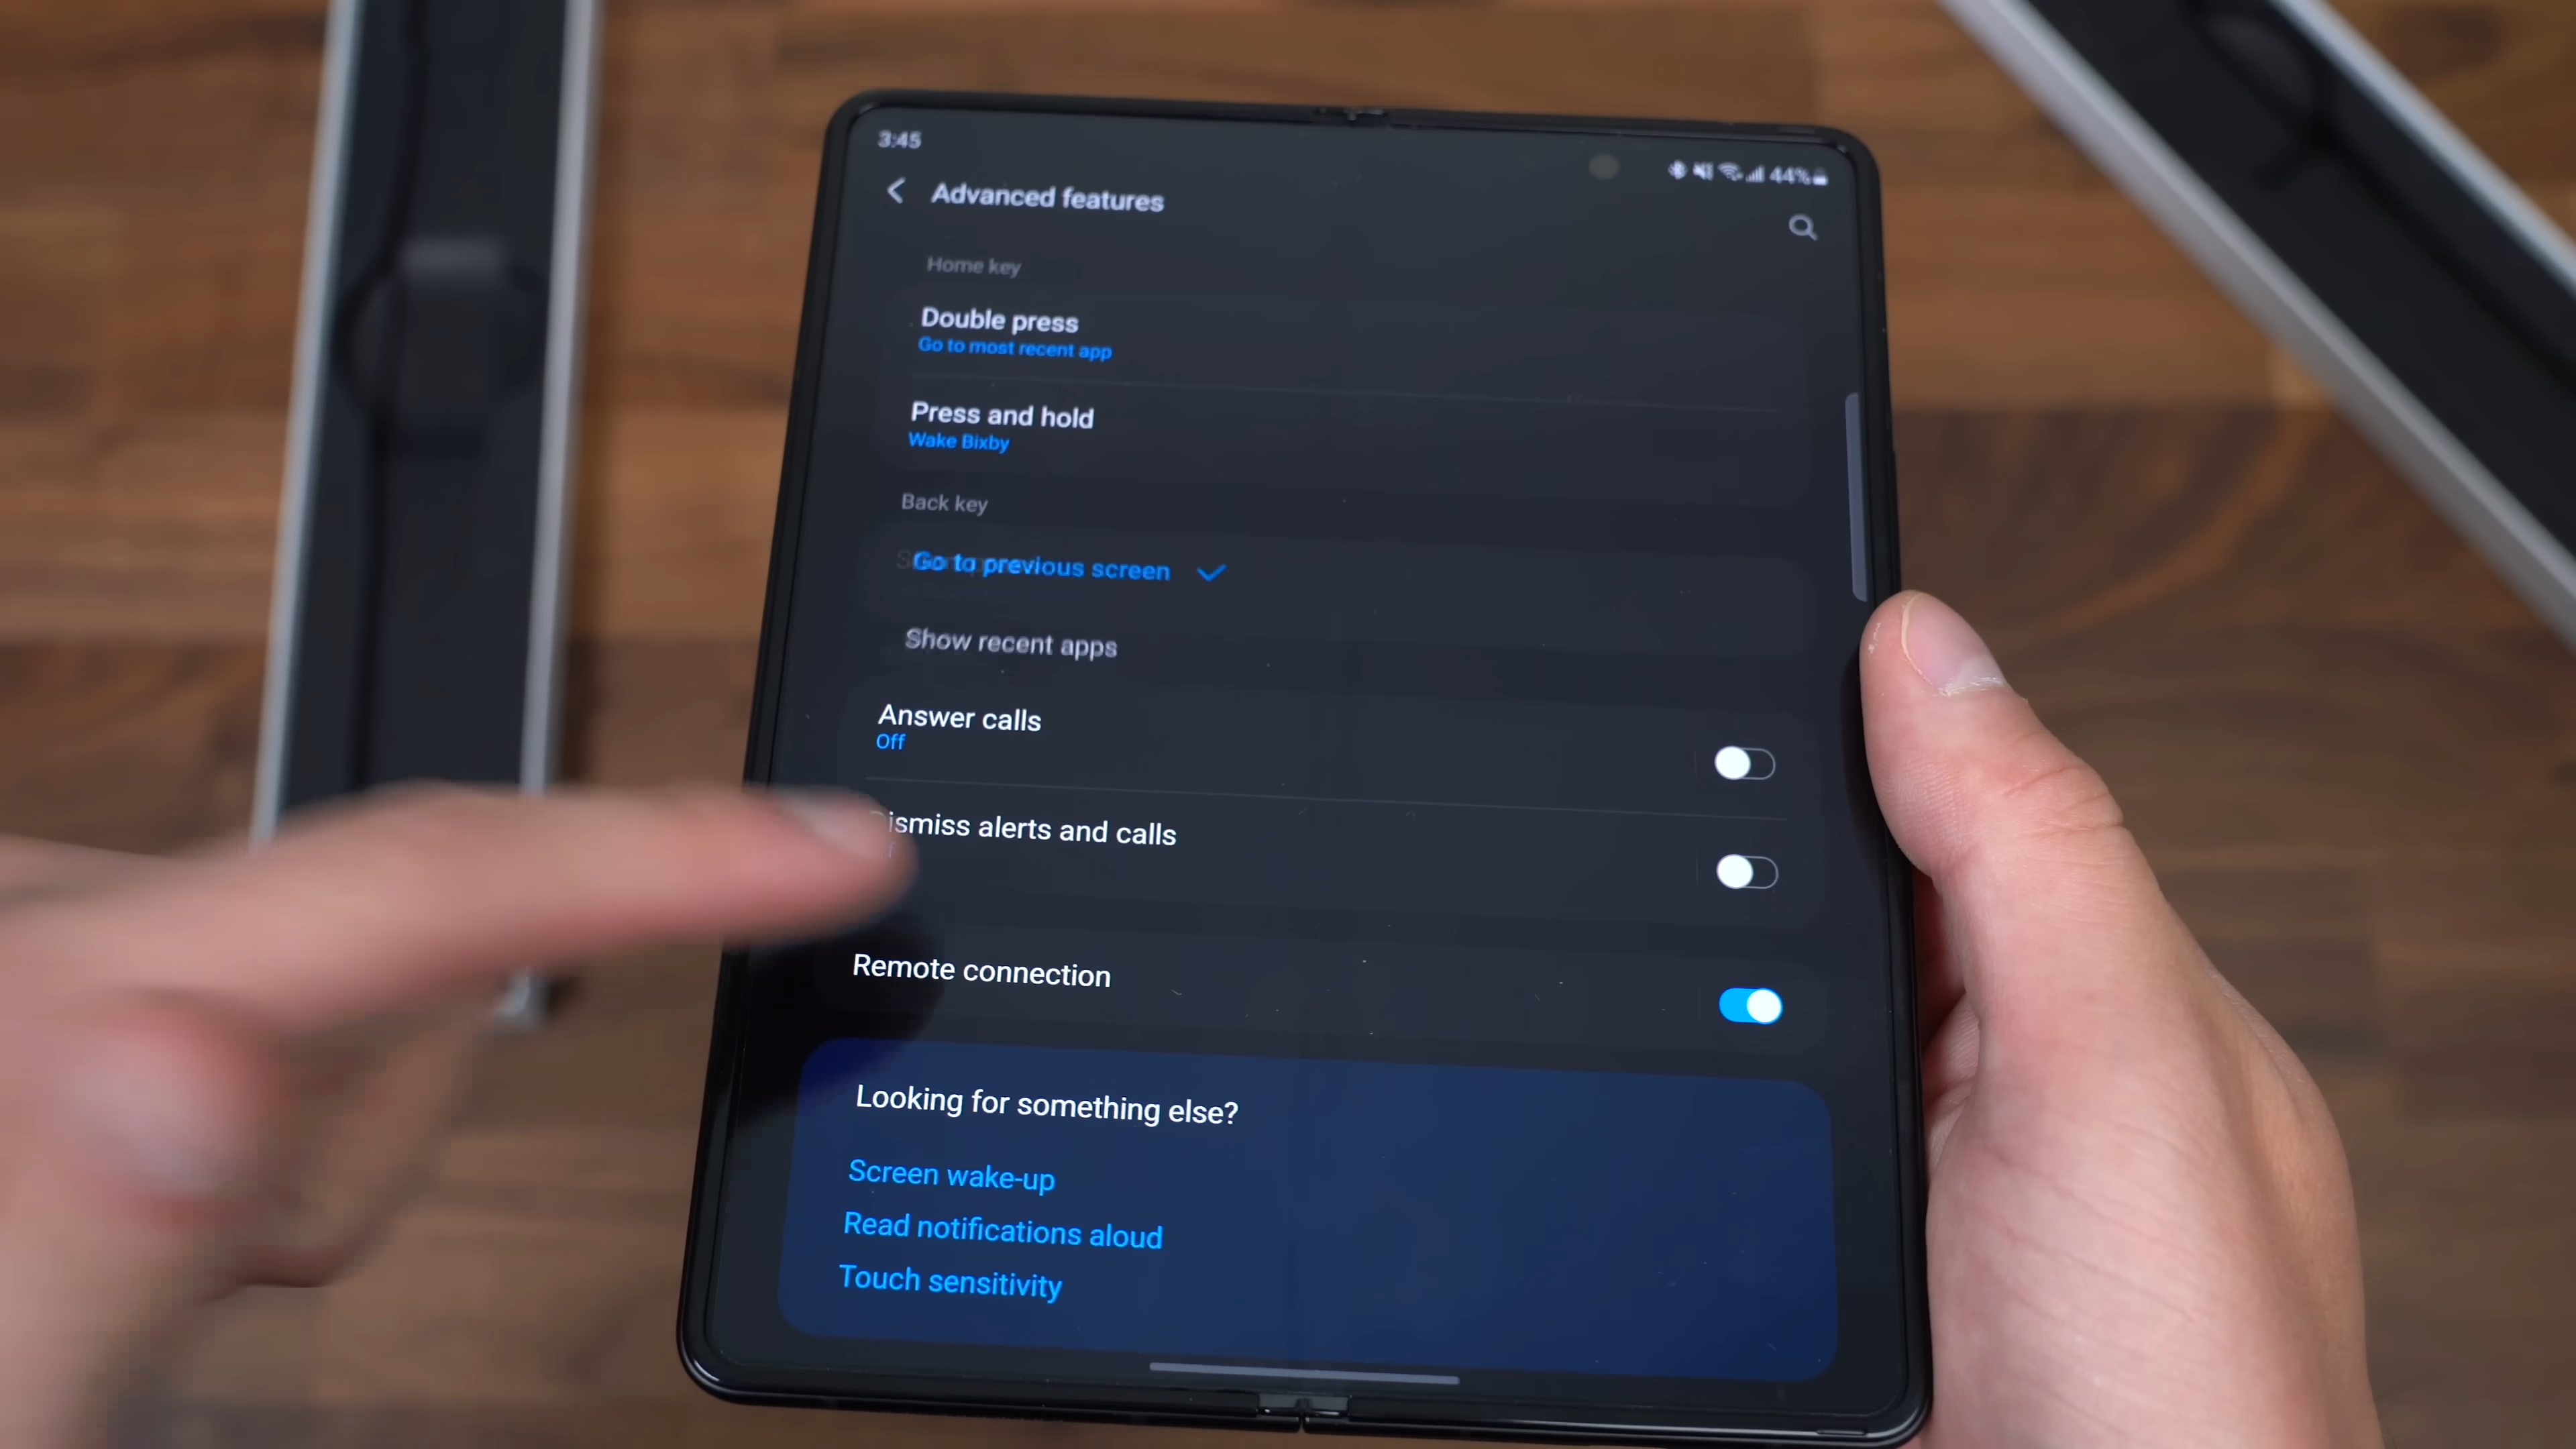 3:45
44%
Advanced features
Home key
Double press
Go to most recent app
Press and hold
Wake Bixby
Back key
Go to previous screen
Show recent apps
Answer calls
Off
ismiss alerts and calls
Remote connection
Looking for something else?
Screen wake-up
Read notifications aloud
Touch sensitivity